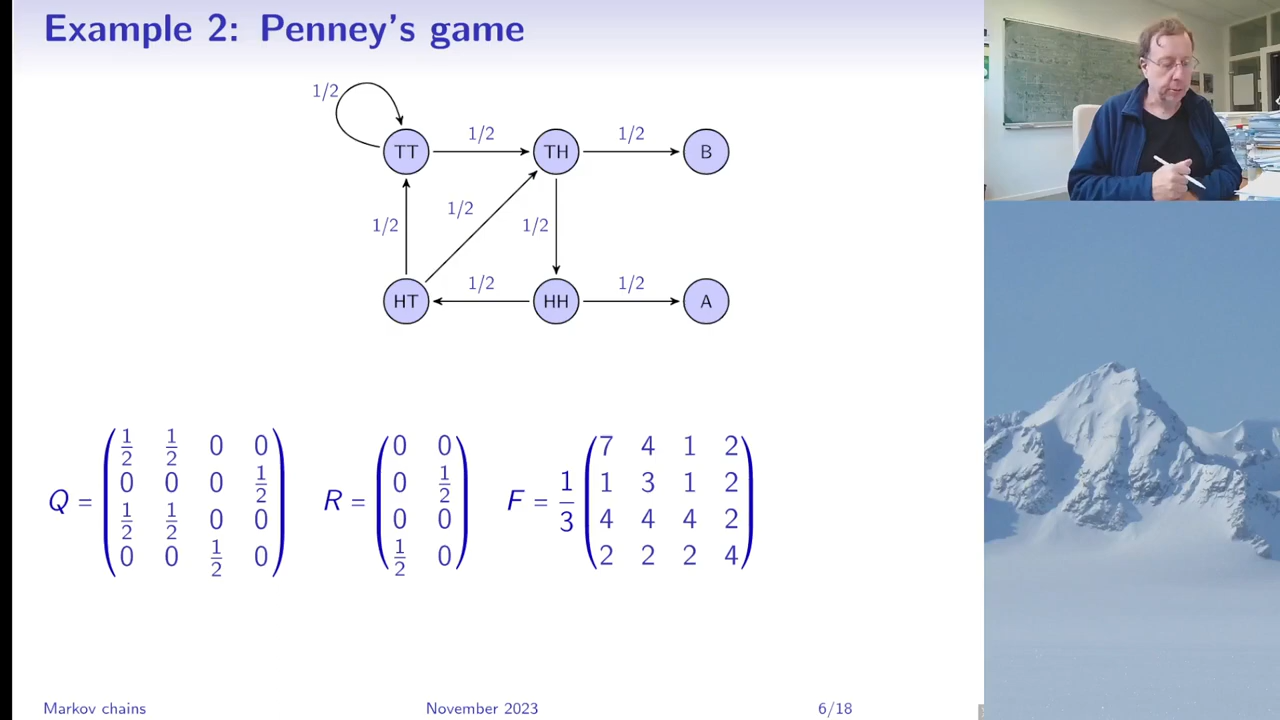 Example 2: Penney's game
1/2
TT 1/2 TH 1/2 B
1/2 1/2 1/2
HT 1/2 HH 1/2 A
Q = ( 1/2 1/2 0 0
0 0 0 1/2
1/2 1/2 0 0
0 0 1/2 0 )
R = ( 0 0
0 1/2
0 0
1/2 0 )
F = 1/3 ( 7 4 1 2
1 3 1 2
4 4 4 2
2 2 2 4 )
Markov chains November 2023 6/18